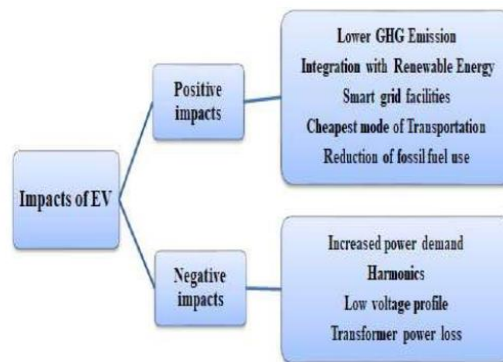 Impacts of EV
Positive
impacts
Lower GHG Emission
Integration with Renewable Energy
Smart grid facilities
Cheapest mode of Transportation
Reduction of fossil fuel use
Negative
impacts
Increased power demand
Harmonics
Low voltage profile
Transformer power loss